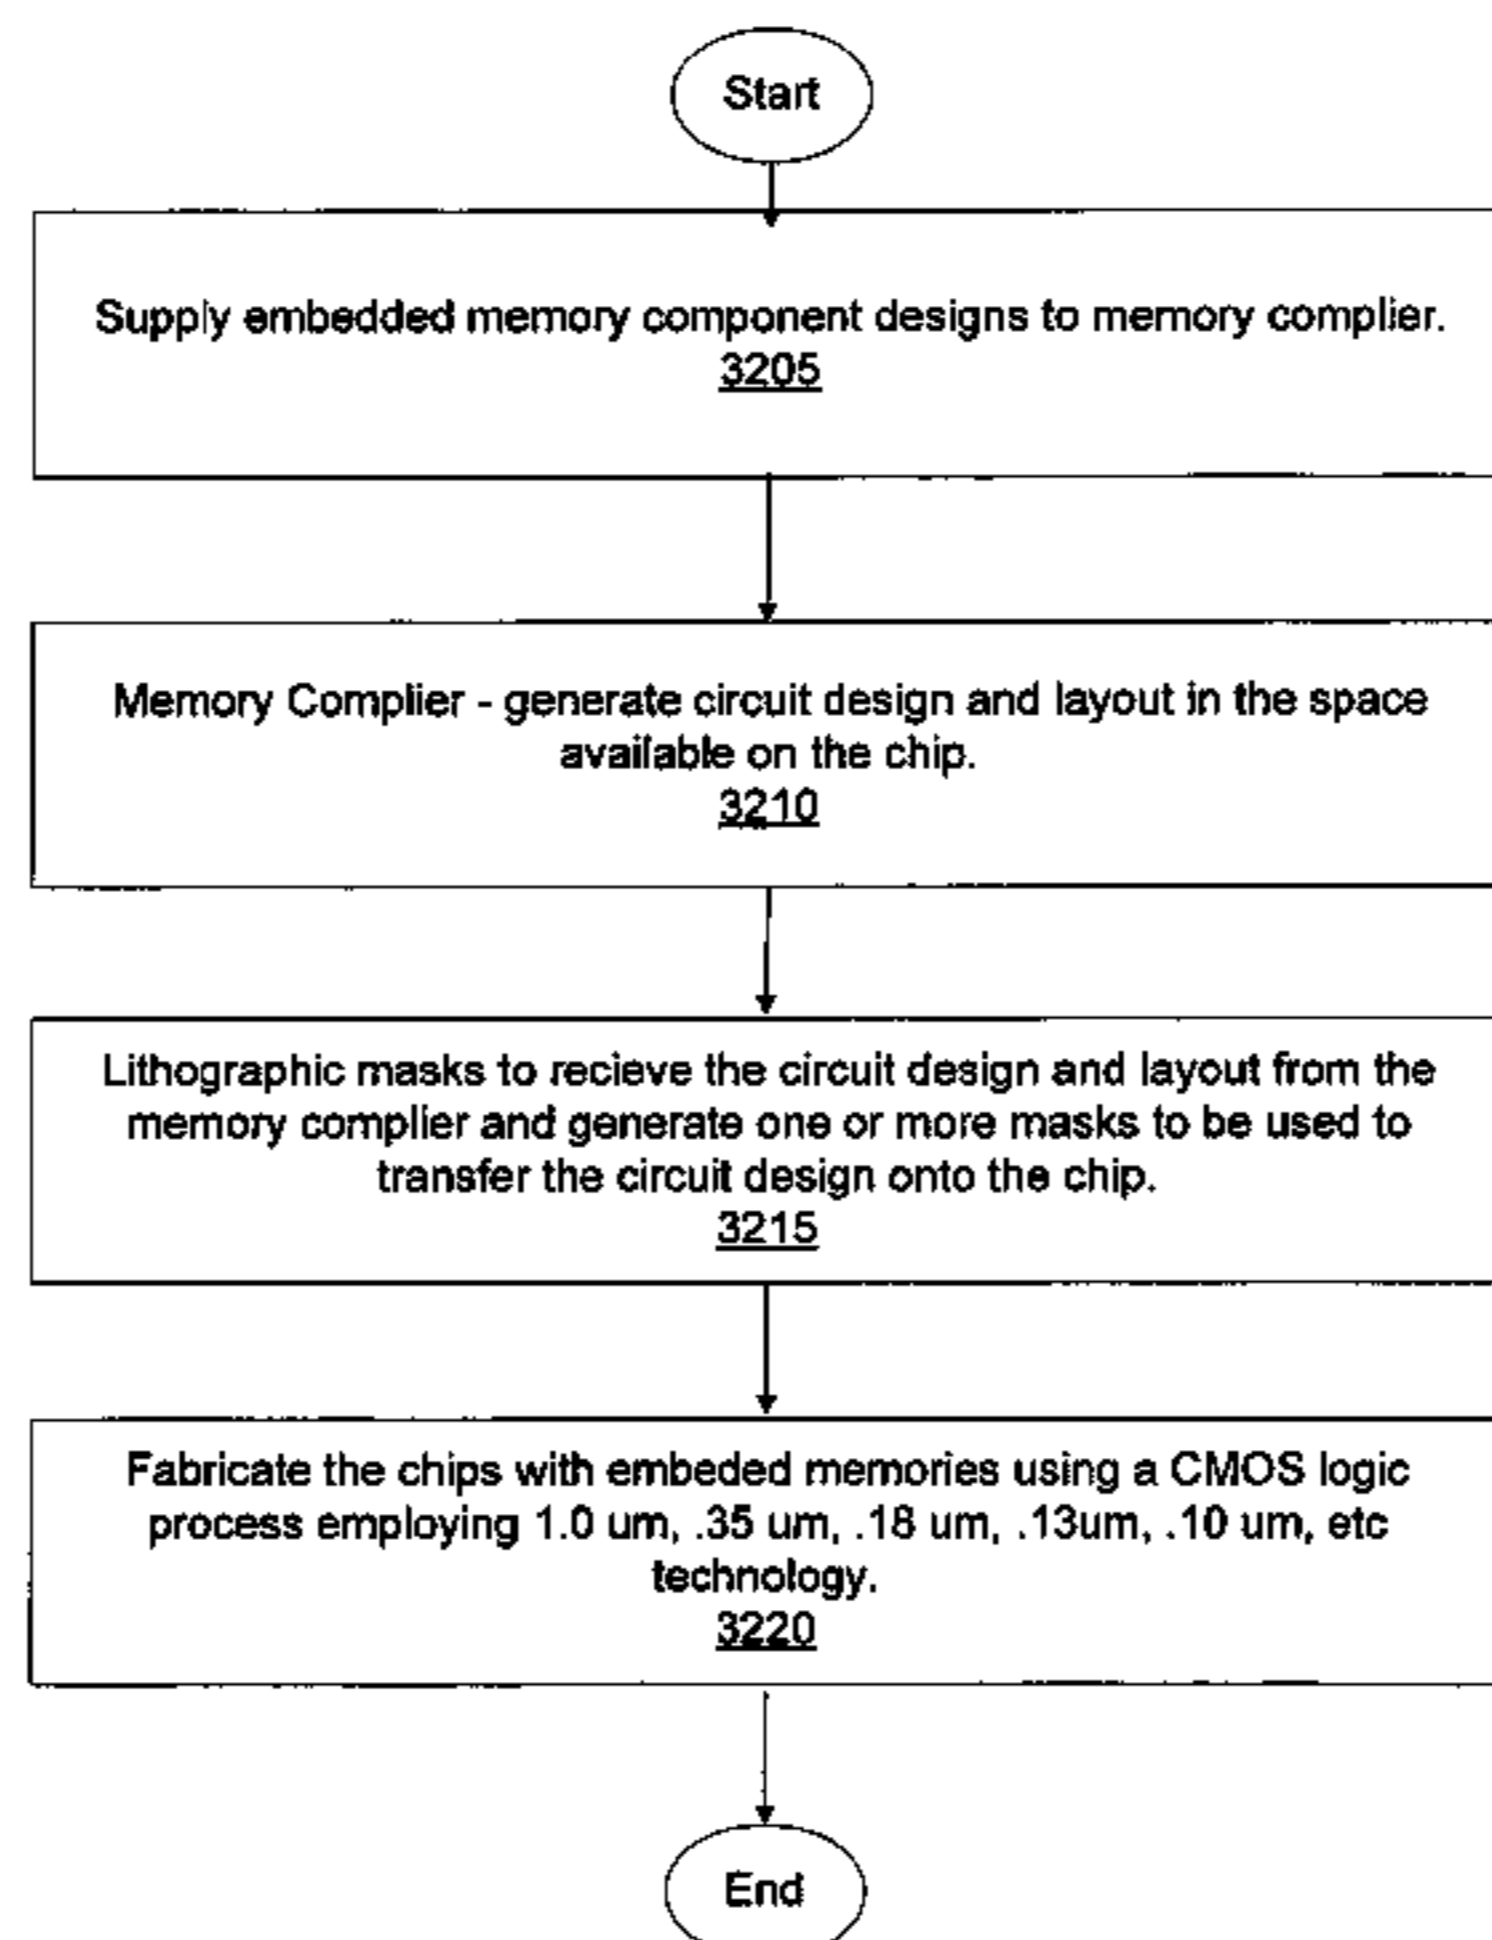 Start
Supply embedded memory component designs to memory complier.
3205
Memory Complier - generate circuit design and layout in the space
available on the chip.
3210
Lithographic masks to recieve the circuit design and layout from the
memory complier and generate one or more masks to be used to
transfer the circuit design onto the chip.
3215
Fabricate the chips with embeded memories using a CMOS logic
process employing 1.0 um, .35 um, .18 um, .13um, .10 um, etc
technology.
3220
End